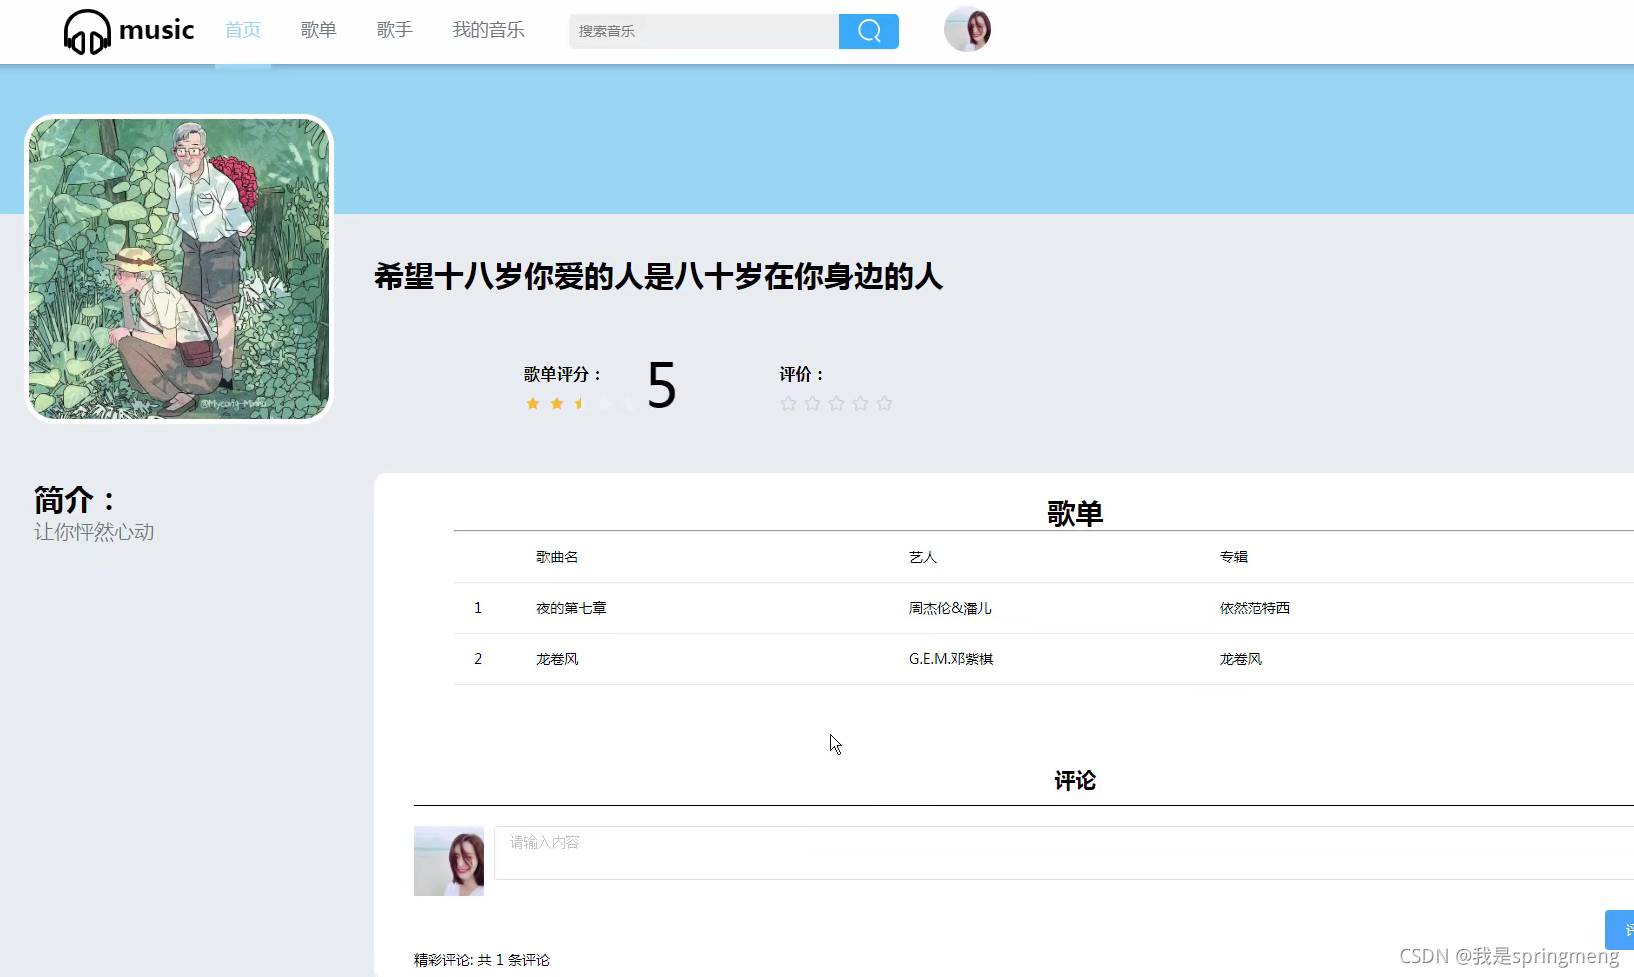 music 首页 歌单 歌手 我的音乐 搜索音乐
希望十八岁你爱的人是八十岁在你身边的人
歌单评分： 5 评价：
简介：
让你怦然心动
歌单
歌曲名 艺人 专辑
1 夜的第七章 周杰伦&潘儿 依然范特西
2 龙卷风 G.E.M.邓紫棋 龙卷风
评论
请输入内容
精彩评论: 共 1 条评论
CSDN @我是springmeng